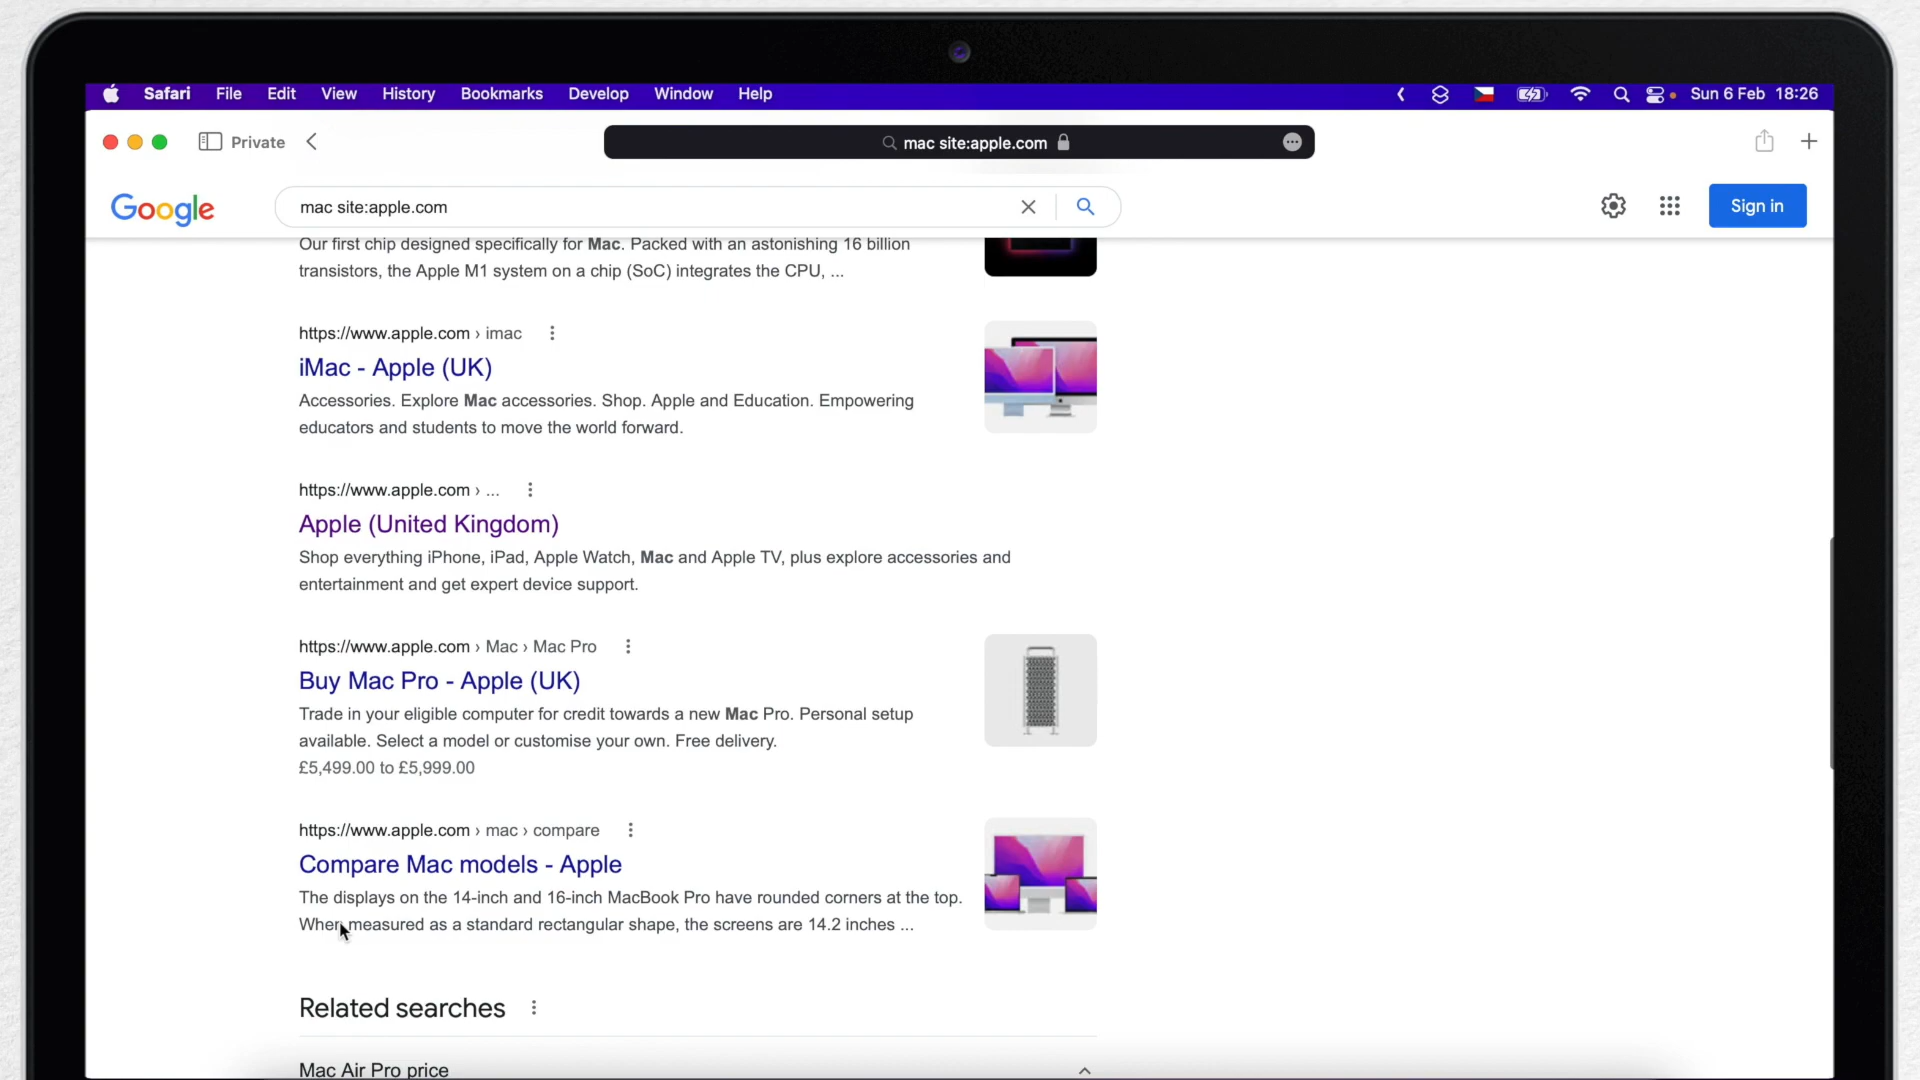 Safari File Edit View History Bookmarks Develop Window Help Sun 6 Feb 18:26
Private mac site:apple.com
Google mac site:apple.com Sign in
Our first chip designed specifically for Mac. Packed with an astonishing 16 billion
transistors, the Apple M1 system on a chip (SoC) integrates the CPU, ...
https://www.apple.com › imac
iMac - Apple (UK)
Accessories. Explore Mac accessories. Shop. Apple and Education. Empowering
educators and students to move the world forward.
https://www.apple.com › ...
Apple (United Kingdom)
Shop everything iPhone, iPad, Apple Watch, Mac and Apple TV, plus explore accessories and
entertainment and get expert device support.
https://www.apple.com › Mac › Mac Pro
Buy Mac Pro - Apple (UK)
Trade in your eligible computer for credit towards a new Mac Pro. Personal setup
available. Select a model or customise your own. Free delivery.
£5,499.00 to £5,999.00
https://www.apple.com › mac › compare
Compare Mac models - Apple
The displays on the 14-inch and 16-inch MacBook Pro have rounded corners at the top.
When measured as a standard rectangular shape, the screens are 14.2 inches ...
Related searches
Mac Air Pro price